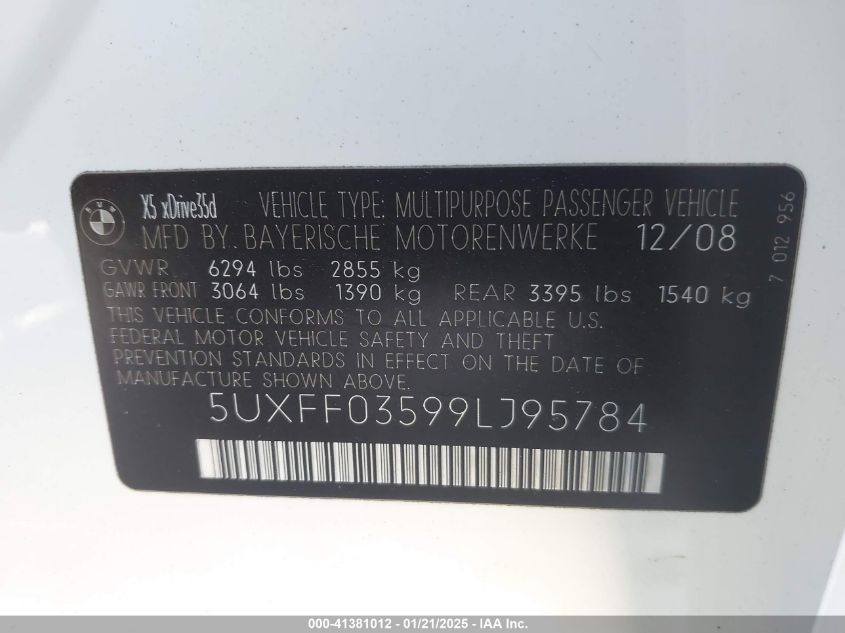 X5 xDrive35d VEHICLE TYPE: MULTIPURPOSE PASSENGER VEHICLE
MFD BY. BAYERISCHE MOTORENWERKE 12/08
GVWR 6294 lbs 2855 kg
GAWR FRONT 3064 lbs 1390 kg REAR 3395 lbs 1540 kg
THIS VEHICLE CONFORMS TO ALL APPLICABLE U.S.
FEDERAL MOTOR VEHICLE SAFETY AND THEFT
PREVENTION STANDARDS IN EFFECT ON THE DATE OF
MANUFACTURE SHOWN ABOVE.
5UXFF03599LJ95784
7 012 956
000-41381012 - 01/21/2025 - IAA Inc.